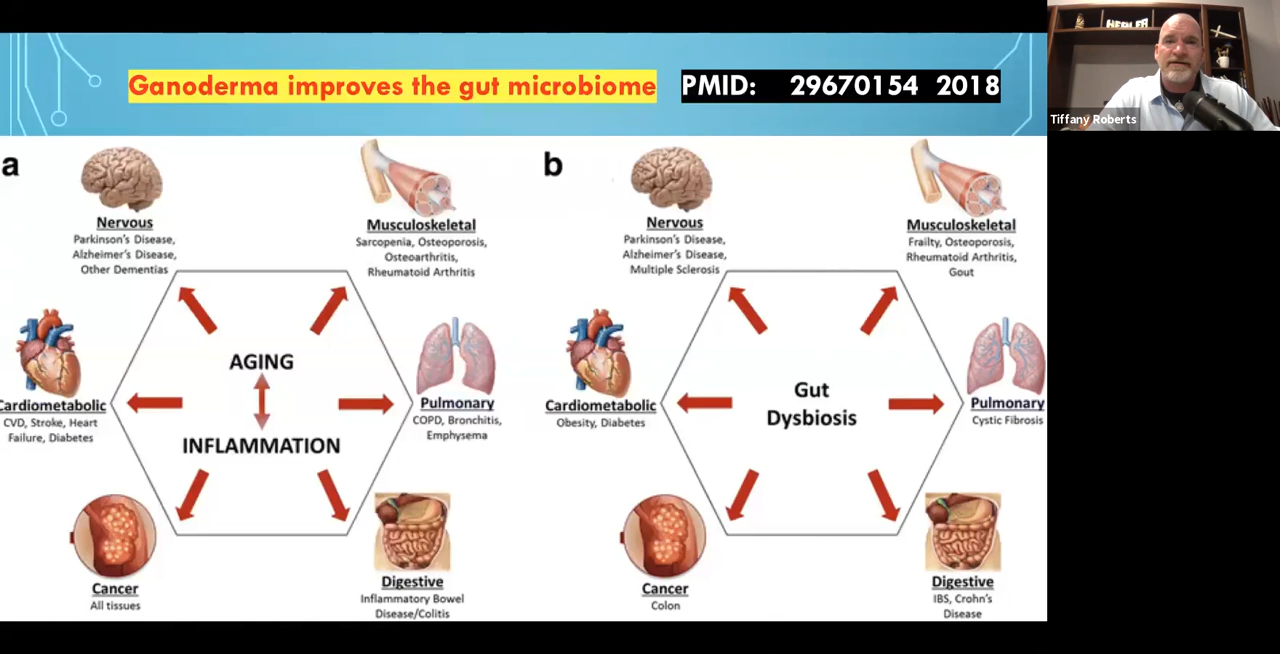 Ganoderma improves the gut microbiome PMID: 29670154 2018
HEALER
Tiffany Roberts
a
Nervous
Parkinson's Disease,
Alzheimer's Disease,
Other Dementias
Musculoskeletal
Sarcopenia, Osteoporosis,
Osteoarthritis,
Rheumatoid Arthritis
Cardiometabolic
CVD, Stroke, Heart
Failure, Diabetes
AGING
INFLAMMATION
Pulmonary
COPD, Bronchitis,
Emphysema
Cancer
All tissues
Digestive
Inflammatory Bowel
Disease/Colitis
b
Nervous
Parkinson's Disease,
Alzheimer's Disease,
Multiple Sclerosis
Musculoskeletal
Frailty, Osteoporosis,
Rheumatoid Arthritis,
Gout
Cardiometabolic
Obesity, Diabetes
Gut
Dysbiosis
Pulmonary
Cystic Fibrosis
Cancer
Colon
Digestive
IBS, Crohn's
Disease